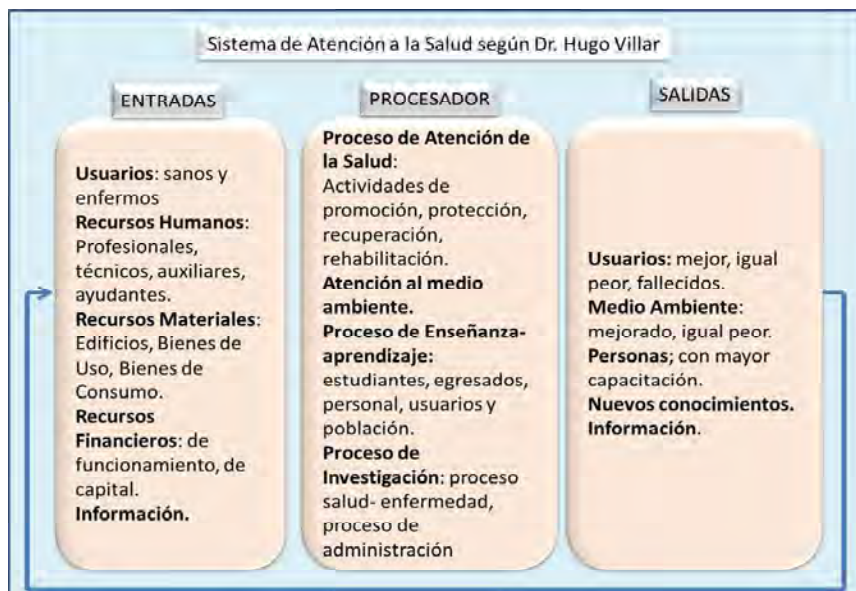 Sistema de Atención a la Salud según Dr. Hugo Villar
ENTRADAS
Usuarios: sanos y
enfermos
Recursos Humanos:
Profesionales,
técnicos, auxiliares,
ayudantes.
Recursos Materiales:
Edificios, Bienes de
Uso, Bienes de
Consumo.
Recursos
Financieros: de
funcionamiento, de
capital.
Información.
PROCESADOR
Proceso de Atención de
la Salud:
Actividades de
promoción, protección,
recuperación,
rehabilitación.
Atención al medio
ambiente.
Proceso de Enseñanza-
aprendizaje:
estudiantes, egresados,
personal, usuarios y
población.
Proceso de
Investigación: proceso
salud- enfermedad,
proceso de
administración
SALIDAS
Usuarios: mejor, igual
peor, fallecidos.
Medio Ambiente:
mejorado, igual peor.
Personas; con mayor
capacitación.
Nuevos conocimientos.
Información.